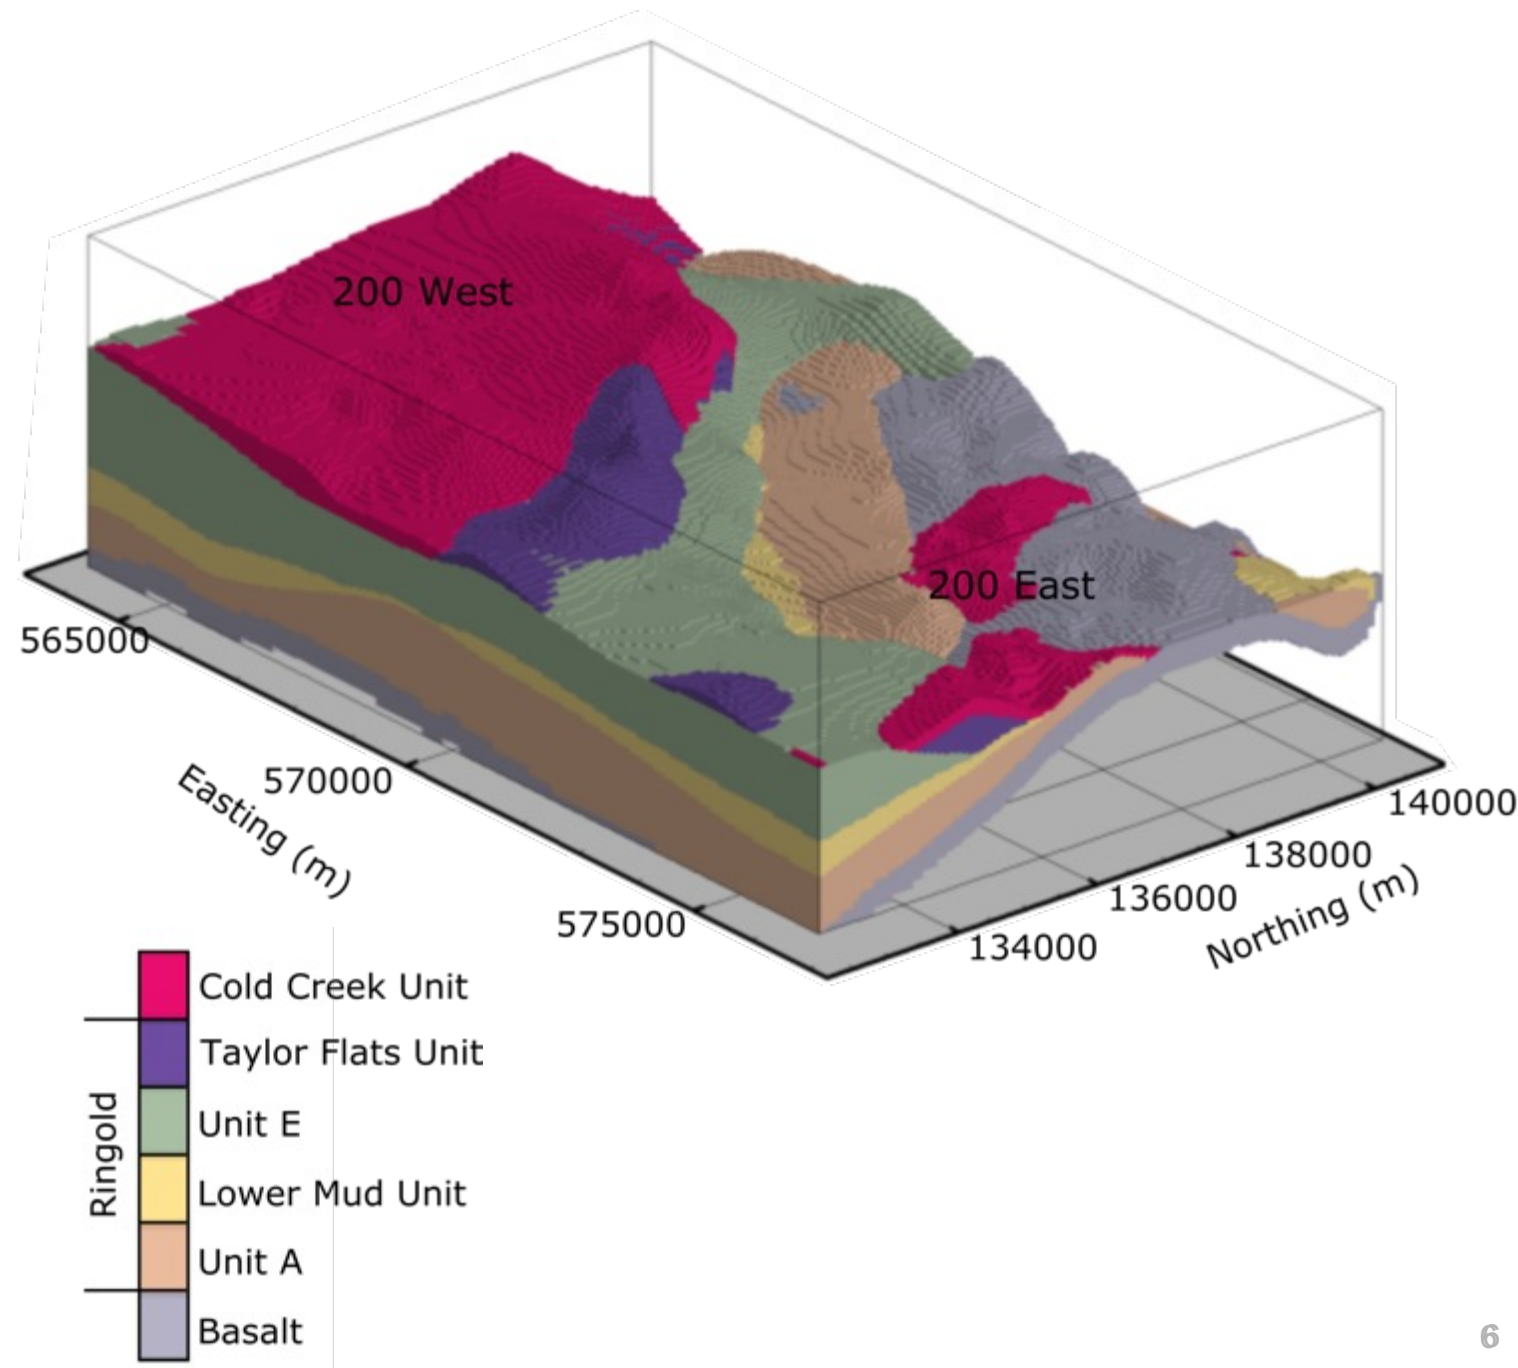 200 West
200 East
565000
570000
575000
Easting (m)
134000
136000
138000
140000
Northing (m)
Cold Creek Unit
Taylor Flats Unit
Unit E
Lower Mud Unit
Unit A
Basalt
Ringold
6